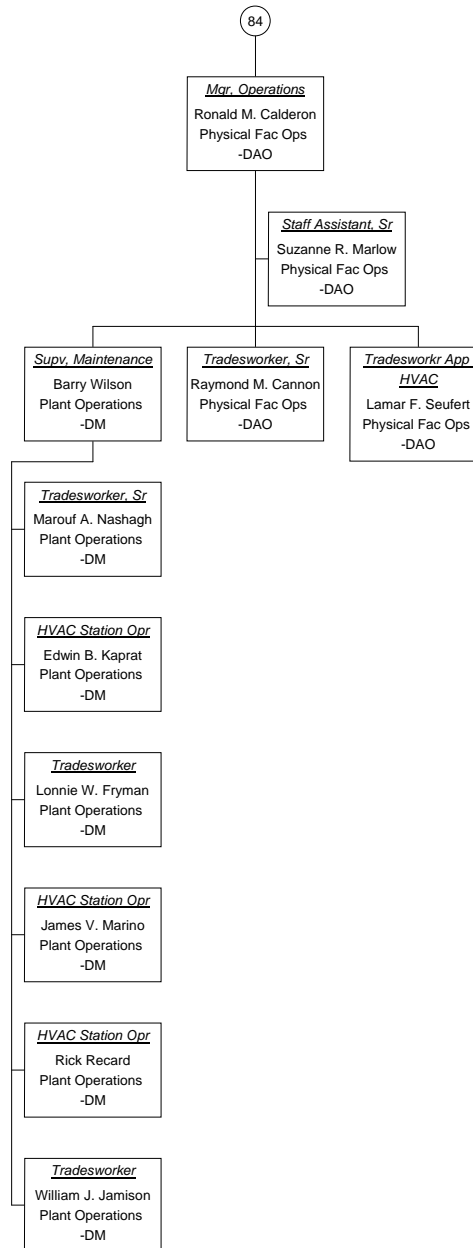 84
Mgr, Operations
Ronald M. Calderon
Physical Fac Ops
-DAO
Staff Assistant, Sr
Suzanne R. Marlow
Physical Fac Ops
-DAO
Supv, Maintenance
Barry Wilson
Plant Operations
-DM
Tradesworker, Sr
Raymond M. Cannon
Physical Fac Ops
-DAO
Tradesworkr App
HVAC
Lamar F. Seufert
Physical Fac Ops
-DAO
Tradesworker, Sr
Marouf A. Nashagh
Plant Operations
-DM
HVAC Station Opr
Edwin B. Kaprat
Plant Operations
-DM
Tradesworker
Lonnie W. Fryman
Plant Operations
-DM
HVAC Station Opr
James V. Marino
Plant Operations
-DM
HVAC Station Opr
Rick Recard
Plant Operations
-DM
Tradesworker
William J. Jamison
Plant Operations
-DM